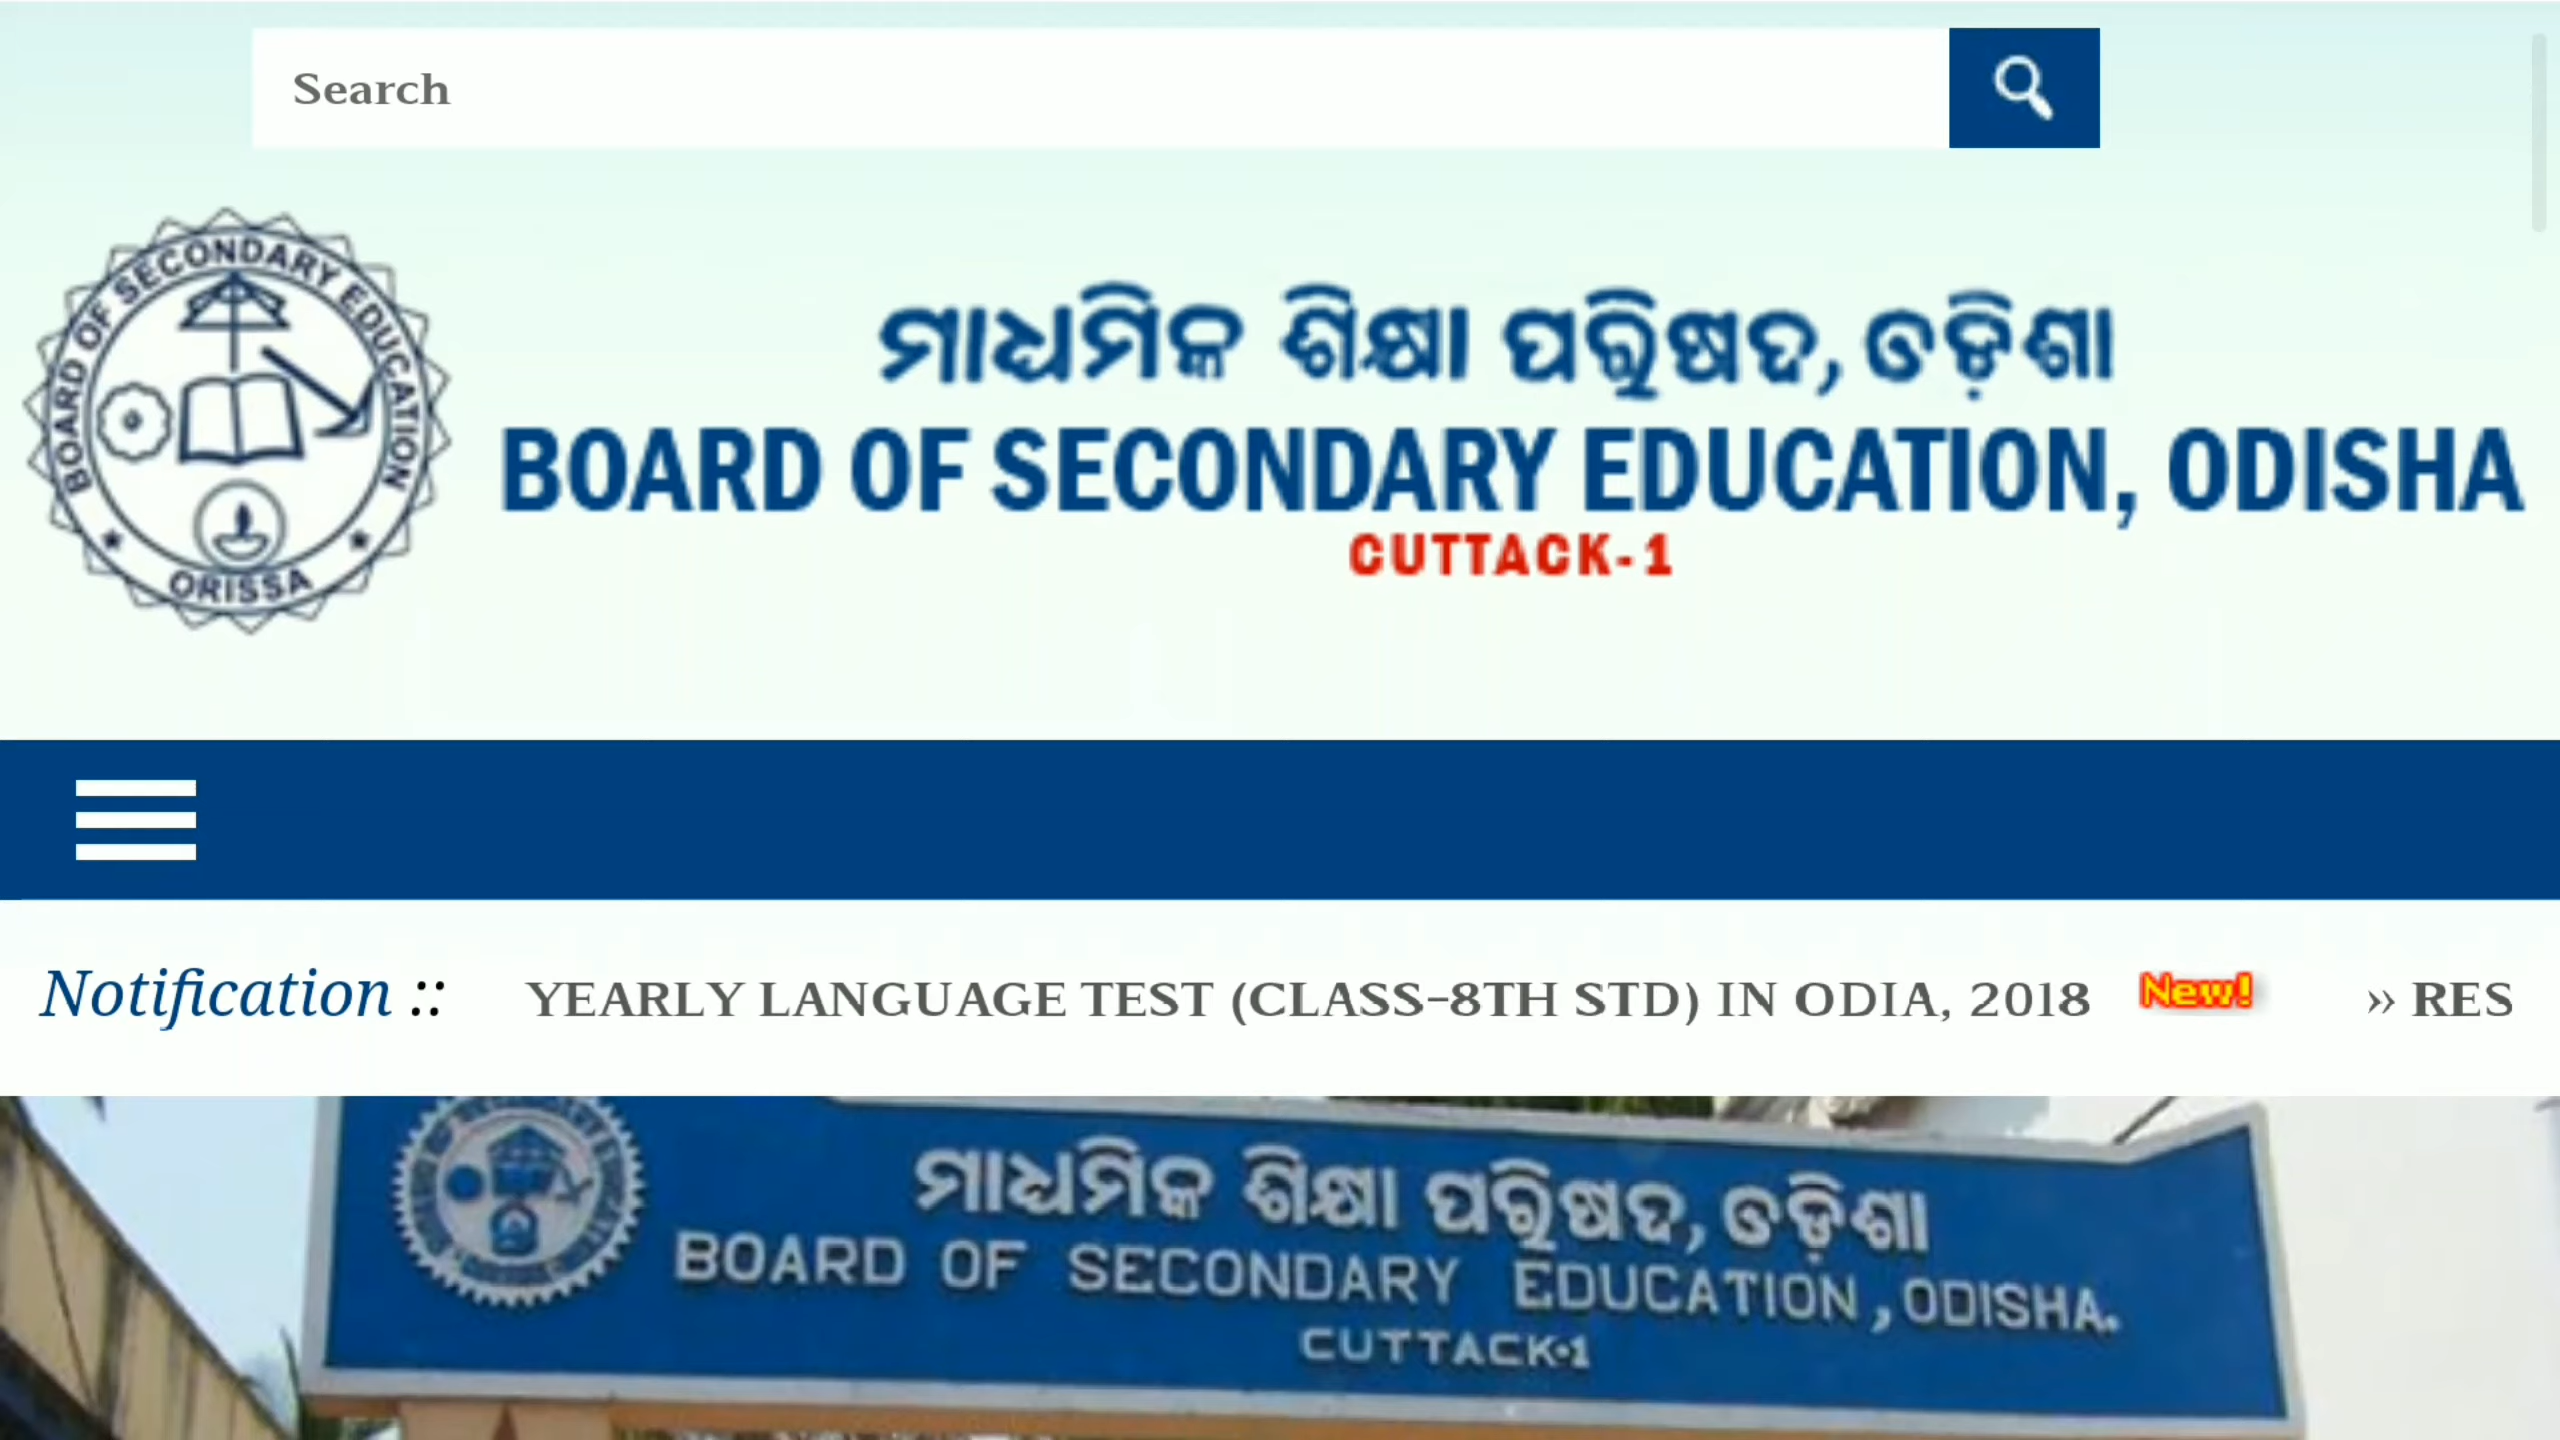 Search
BOARD OF SECONDARY EDUCATION
ORISSA
ମାଧ୍ୟମିକ ଶିକ୍ଷା ପରିଷଦ, ଓଡ଼ିଶା
BOARD OF SECONDARY EDUCATION, ODISHA
CUTTACK-1
Notification :: YEARLY LANGUAGE TEST (CLASS-8TH STD) IN ODIA, 2018 New! » RES
ମାଧ୍ୟମିକ ଶିକ୍ଷା ପରିଷଦ, ଓଡ଼ିଶା
BOARD OF SECONDARY EDUCATION, ODISHA.
CUTTACK-1